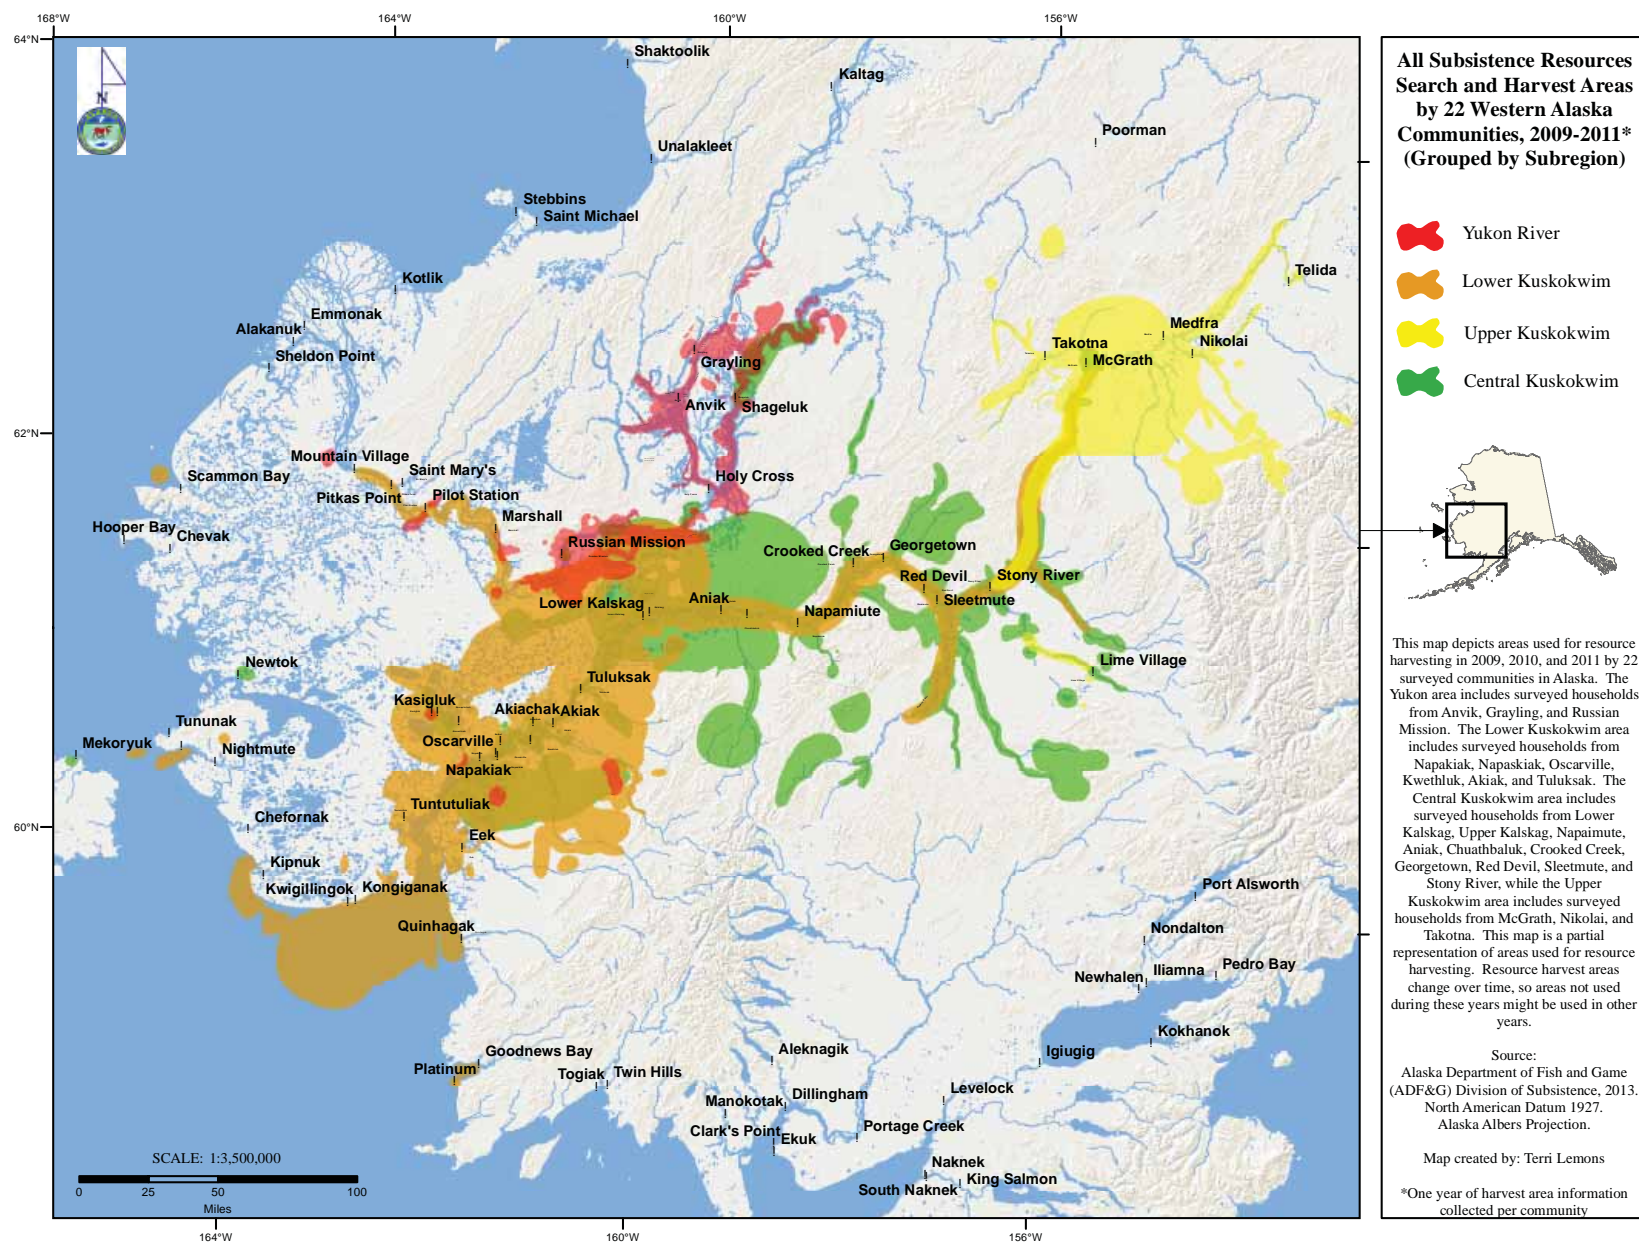 168°W
164°W
160°W
156°W
64°N
62°N
60°N
N
Shaktoolik
Kaltag
Poorman
Unalakleet
Stebbins
Saint Michael
Kotlik
Telida
Emmonak
Alakanuk
Sheldon Point
Medfra
Takotna
Nikolai
McGrath
Grayling
Anvik
Shageluk
Mountain Village
Saint Mary's
Scammon Bay
Holy Cross
Pitkas Point
Pilot Station
Marshall
Hooper Bay
Chevak
Russian Mission
Crooked Creek
Georgetown
Red Devil
Stony River
Lower Kalskag
Aniak
Sleetmute
Napamiute
Newtok
Lime Village
Tuluksak
Kasigluk
Akiachak
Akiak
Tununak
Mekoryuk
Nightmute
Oscarville
Napakiak
Tuntutuliak
Chefornak
Eek
Kipnuk
Kwigillingok
Kongiganak
Port Alsworth
Quinhagak
Nondalton
Newhalen
Iliamna
Pedro Bay
Kokhanok
Goodnews Bay
Aleknagik
Igiugig
Platinum
Togiak
Twin Hills
Levelock
Manokotak
Dillingham
Clark's Point
Ekuk
Portage Creek
Naknek
South Naknek
King Salmon
SCALE: 1:3,500,000
0
25
50
100
Miles
164°W
160°W
156°W
All Subsistence Resources
Search and Harvest Areas
by 22 Western Alaska
Communities, 2009-2011*
(Grouped by Subregion)
Yukon River
Lower Kuskokwim
Upper Kuskokwim
Central Kuskokwim
This map depicts areas used for resource
harvesting in 2009, 2010, and 2011 by 22
surveyed communities in Alaska. The
Yukon area includes surveyed households
from Anvik, Grayling, and Russian
Mission. The Lower Kuskokwim area
includes surveyed households from
Napakiak, Napaskiak, Oscarville,
Kwethluk, Akiak, and Tuluksak. The
Central Kuskokwim area includes
surveyed households from Lower
Kalskag, Upper Kalskag, Napaimute,
Aniak, Chuathbaluk, Crooked Creek,
Georgetown, Red Devil, Sleetmute, and
Stony River, while the Upper
Kuskokwim area includes surveyed
households from McGrath, Nikolai, and
Takotna. This map is a partial
representation of areas used for resource
harvesting. Resource harvest areas
change over time, so areas not used
during these years might be used in other
years.
Source:
Alaska Department of Fish and Game
(ADF&G) Division of Subsistence, 2013.
North American Datum 1927.
Alaska Albers Projection.
Map created by: Terri Lemons
*One year of harvest area information
collected per community